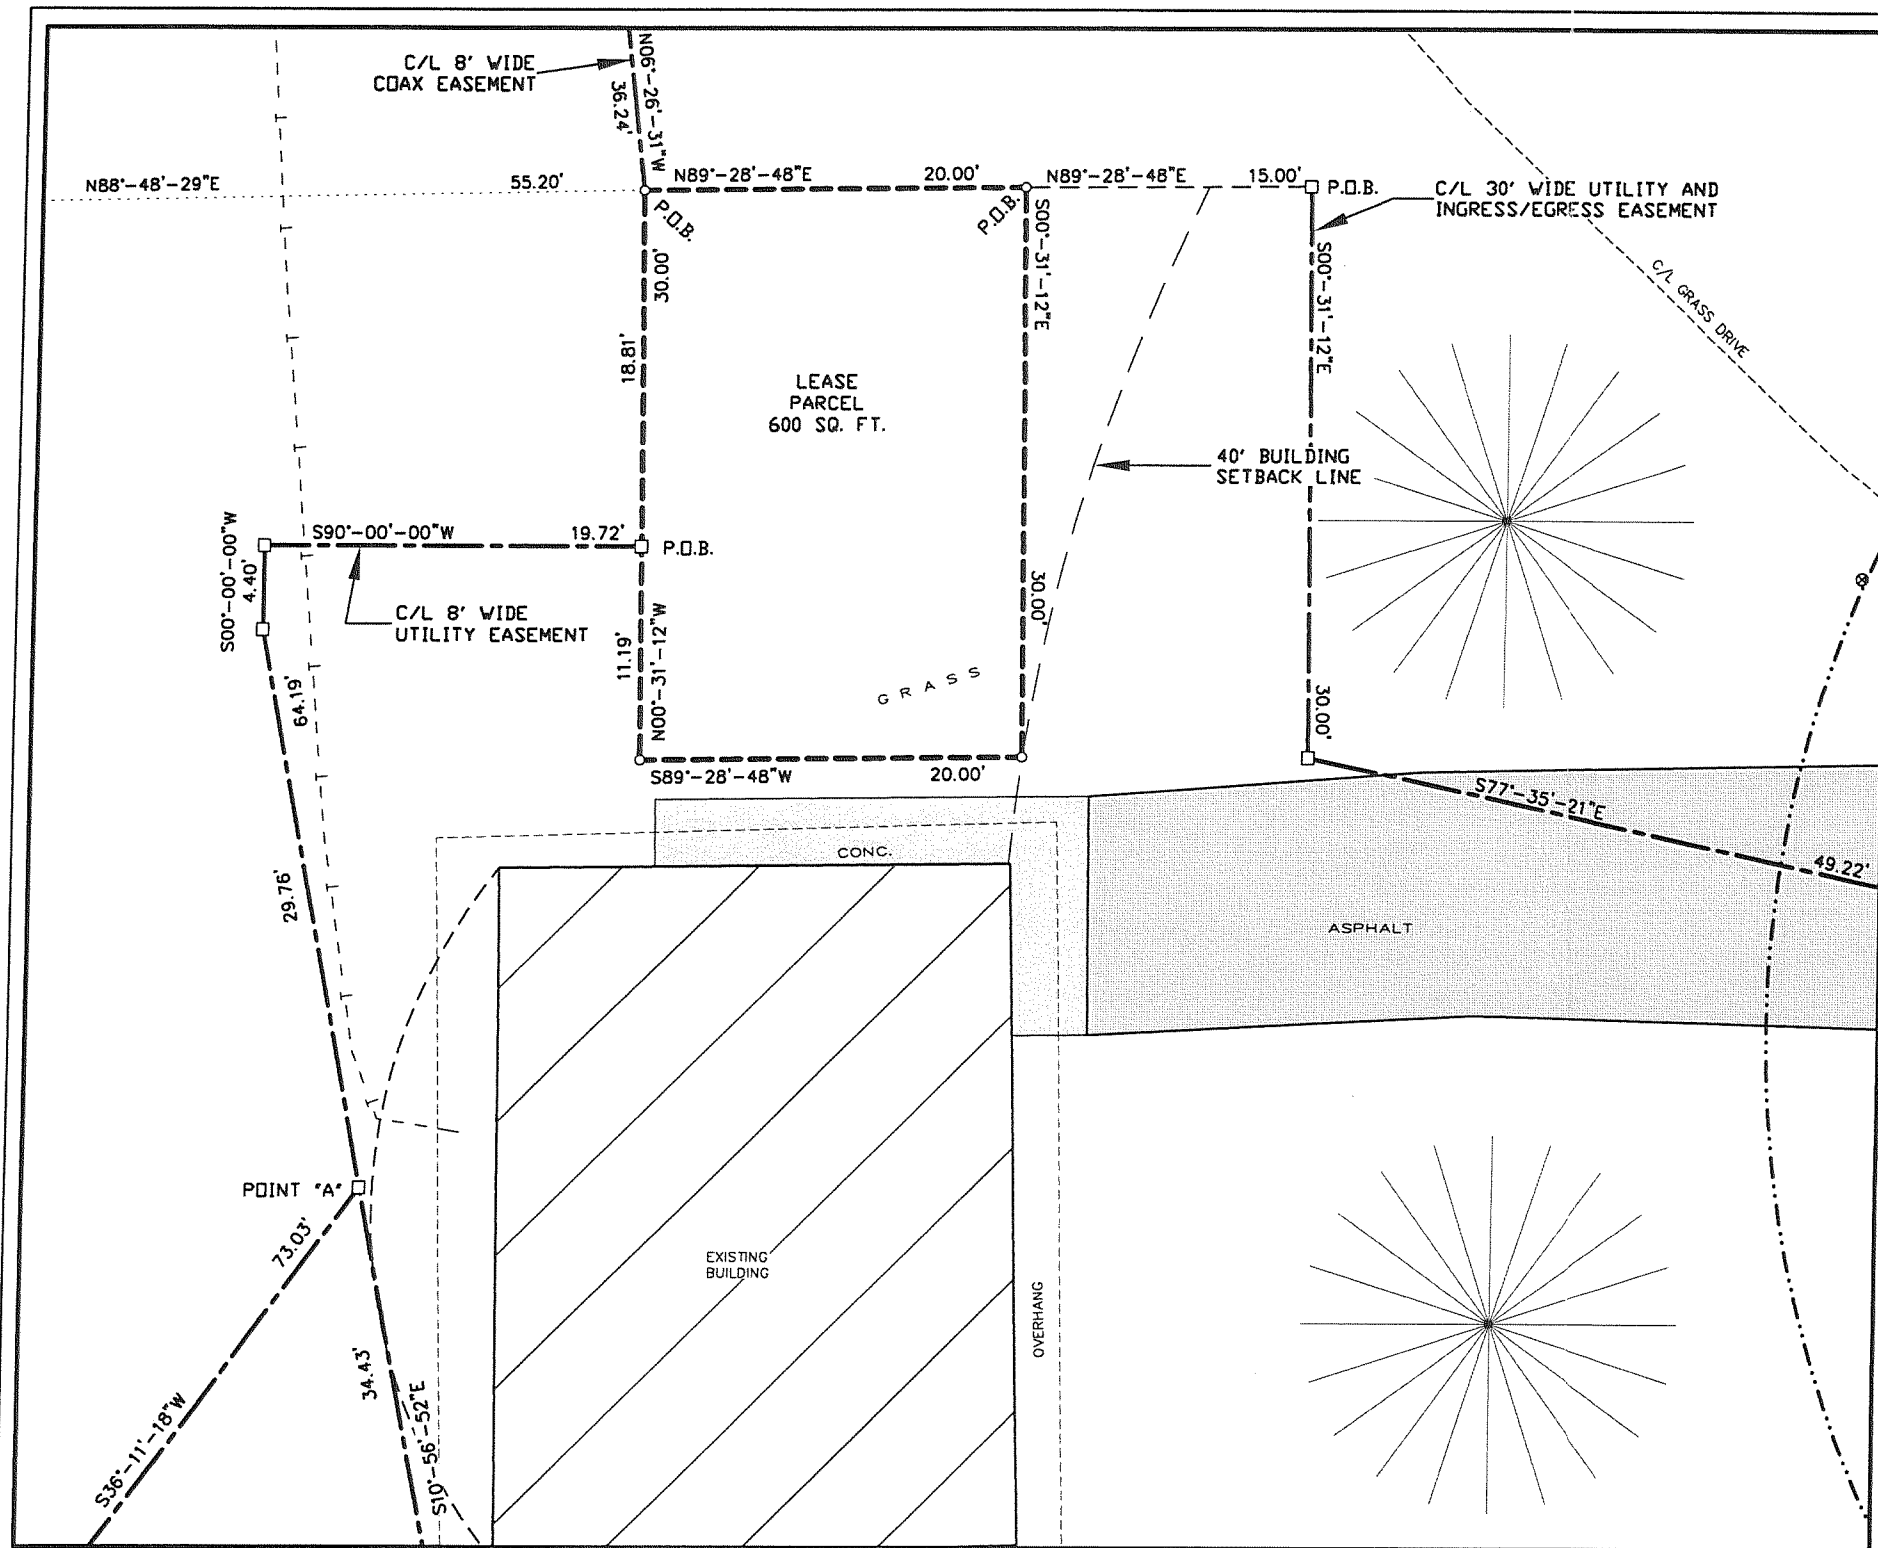 C/L 8' WIDE
COAX EASEMENT
N06°-26'-31"W
36.24'
N88°-48'-29"E
55.20'
N89°-28'-48"E
20.00'
N89°-28'-48"E
15.00'
P.O.B.
C/L 30' WIDE UTILITY AND
INGRESS/EGRESS EASEMENT
P.O.B.
P.O.B.
30.00'
S00°-31'-12"E
S00°-31'-12"E
C/L GRASS DRIVE
18.81'
LEASE
PARCEL
600 SQ. FT.
40' BUILDING
SETBACK LINE
S90°-00'-00"W
19.72'
P.O.B.
S00°-00'-00"W
4.40'
C/L 8' WIDE
UTILITY EASEMENT
11.19'
N00°-31'-12"W
30.00'
GRASS
64.19'
30.00'
S89°-28'-48"W
20.00'
S77°-35'-21"E
49.22'
CONC.
29.76'
ASPHALT
POINT "A"
73.03'
EXISTING
BUILDING
OVERHANG
34.43'
S10°-56'-52"E
S36°-11'-18"W